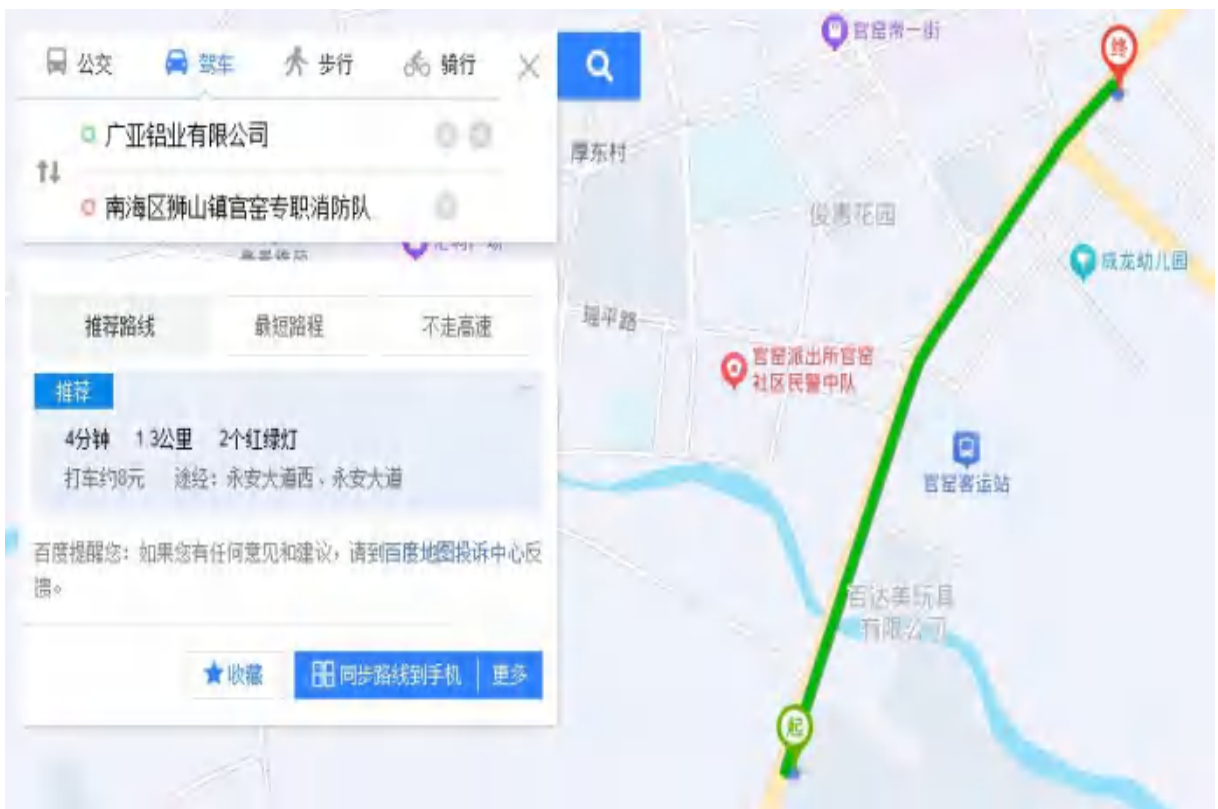 公交 驾车 步行 骑行
广亚铝业有限公司
南海区狮山镇官窑专职消防队
推荐路线 最短路程 不走高速
推荐
4分钟 1.3公里 2个红绿灯
打车约8元 途经：永安大道西、永安大道
百度提醒您：如果您有任何意见和建议，请到百度地图投诉中心反
馈。
收藏 同步路线到手机 更多
官窑常一街
终
厚东村
俊惠花园
成龙幼儿园
瑶平路
官窑派出所官窑
社区民警中队
官窑客运站
百达美玩具
有限公司
起